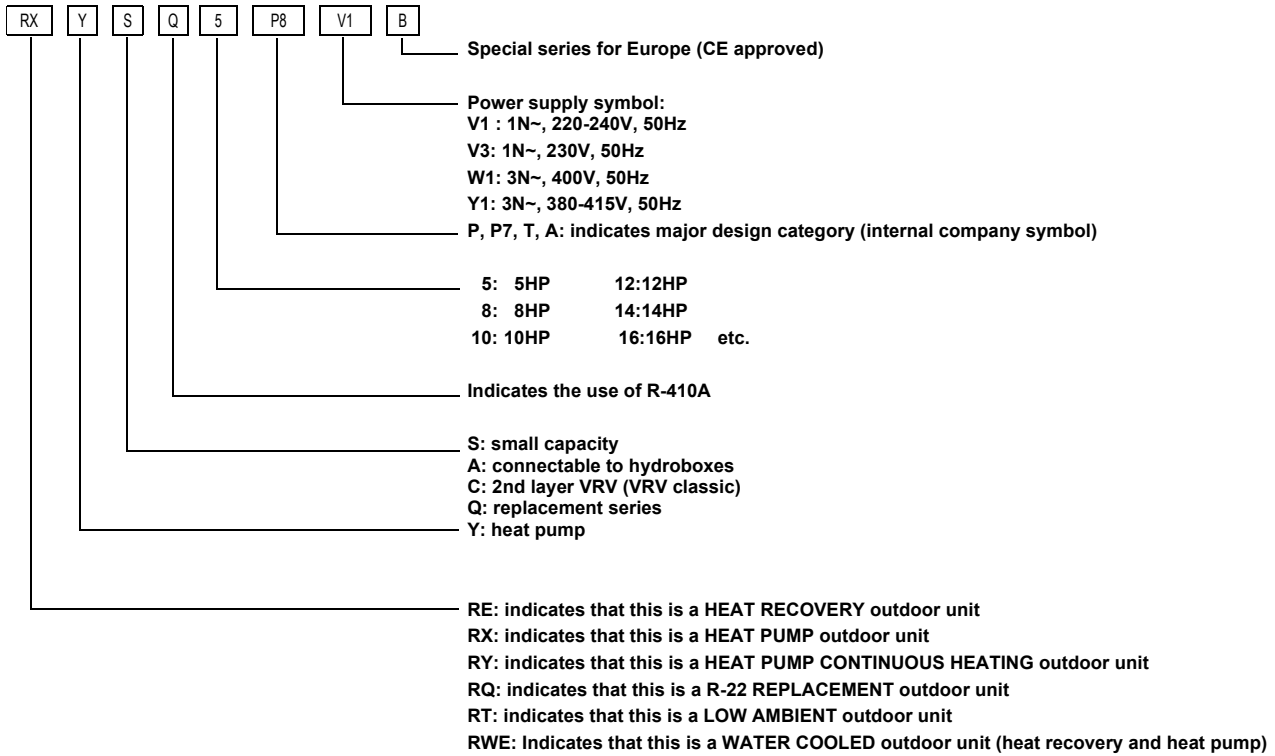 RX Y S Q 5 P8 V1 B
Special series for Europe (CE approved)
Power supply symbol:
V1 : 1N~, 220-240V, 50Hz
V3: 1N~, 230V, 50Hz
W1: 3N~, 400V, 50Hz
Y1: 3N~, 380-415V, 50Hz
P, P7, T, A: indicates major design category (internal company symbol)
5: 5HP 12:12HP
8: 8HP 14:14HP
10: 10HP 16:16HP etc.
Indicates the use of R-410A
S: small capacity
A: connectable to hydroboxes
C: 2nd layer VRV (VRV classic)
Q: replacement series
Y: heat pump
RE: indicates that this is a HEAT RECOVERY outdoor unit
RX: indicates that this is a HEAT PUMP outdoor unit
RY: indicates that this is a HEAT PUMP CONTINUOUS HEATING outdoor unit
RQ: indicates that this is a R-22 REPLACEMENT outdoor unit
RT: indicates that this is a LOW AMBIENT outdoor unit
RWE: Indicates that this is a WATER COOLED outdoor unit (heat recovery and heat pump)